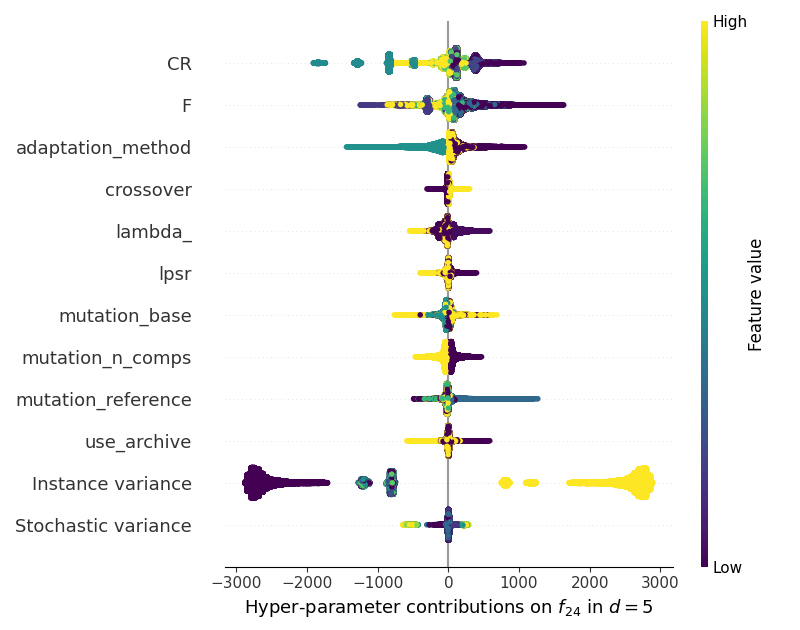 High
CR
F
adaptation_method
crossover
lambda_
lpsr
mutation_base
mutation_n_comps
mutation_reference
use_archive
Instance variance
Stochastic variance
Feature value
Low
−3000 −2000 −1000 0 1000 2000 3000
Hyper-parameter contributions on f24 in d = 5